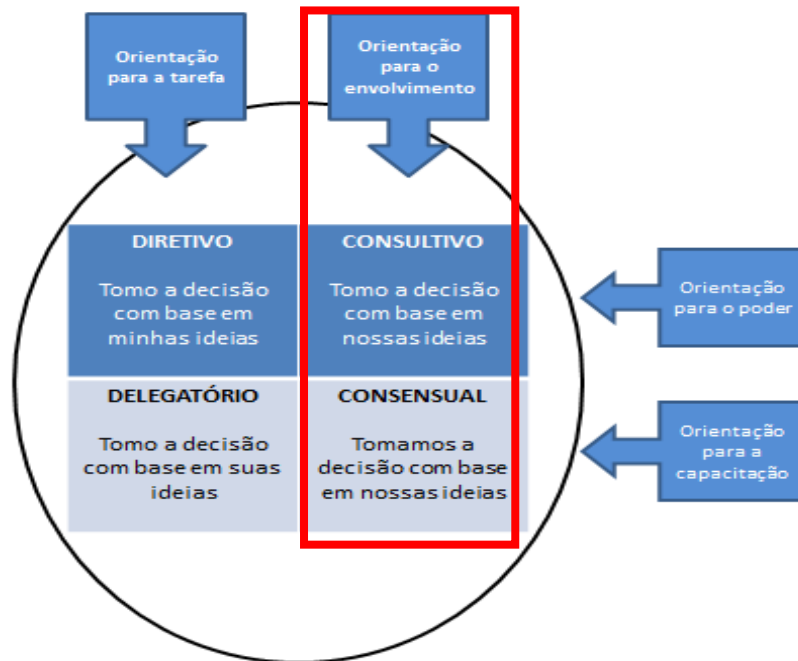 Orientação
para a tarefa
Orientação
para o
envolvimento
DIRETIVO
Tomo a decisão
com base em
minhas ideias
CONSULTIVO
Tomo a decisão
com base em
nossas ideias
Orientação
para o poder
DELEGATÓRIO
Tomo a decisão
com base em suas
ideias
CONSENSUAL
Tomamos a
decisão com base
em nossas ideias
Orientação
para a
capacitação